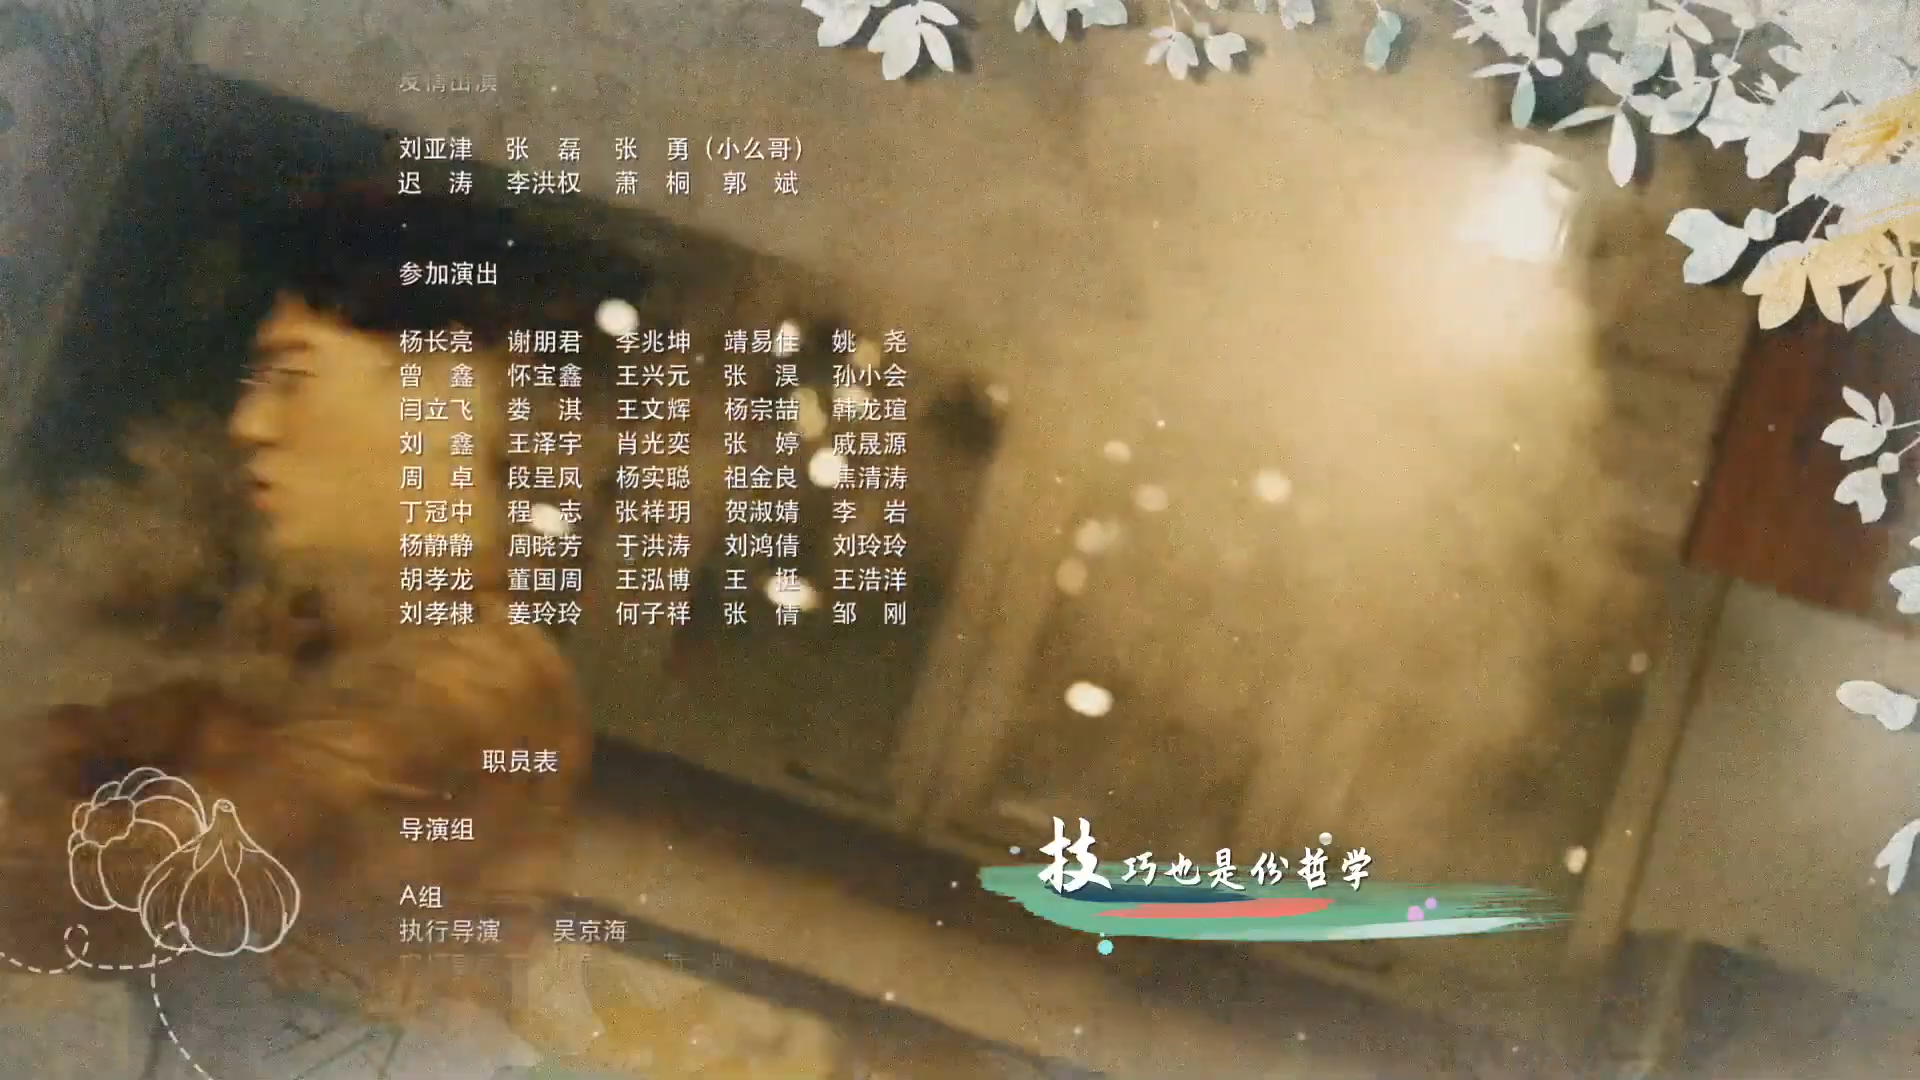 友情出演
刘亚津 张 磊 张 勇（小么哥）
迟 涛 李洪权 萧 桐 郭 斌
参加演出
杨长亮 谢朋君 李兆坤 靖易佳 姚 尧
曾 鑫 怀宝鑫 王兴元 张 淏 孙小会
闫立飞 娄 淇 王文辉 杨宗喆 韩龙瑄
刘 鑫 王泽宇 肖光奕 张 婷 戚晟源
周 卓 段呈凤 杨实聪 祖金良 焦清涛
丁冠中 程 志 张祥玥 贺淑婧 李 岩
杨静静 周晓芳 于洪涛 刘鸿倩 刘玲玲
胡孝龙 董国周 王泓博 王 挺 王浩洋
刘孝棣 姜玲玲 何子祥 张 倩 邹 刚
职员表
导演组
A组
执行导演 吴京海
技巧也是份哲学